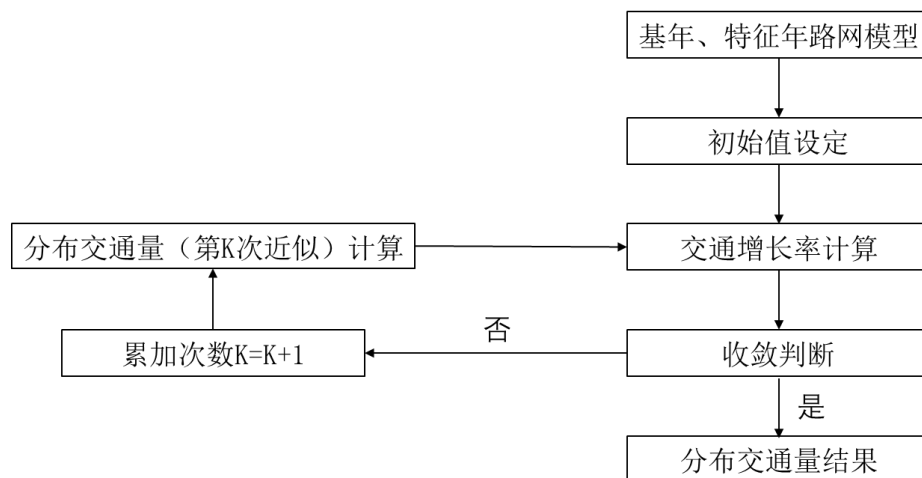 基年、特征年路网模型
初始值设定
分布交通量（第K次近似）计算
交通增长率计算
否
累加次数K=K+1
收敛判断
是
分布交通量结果